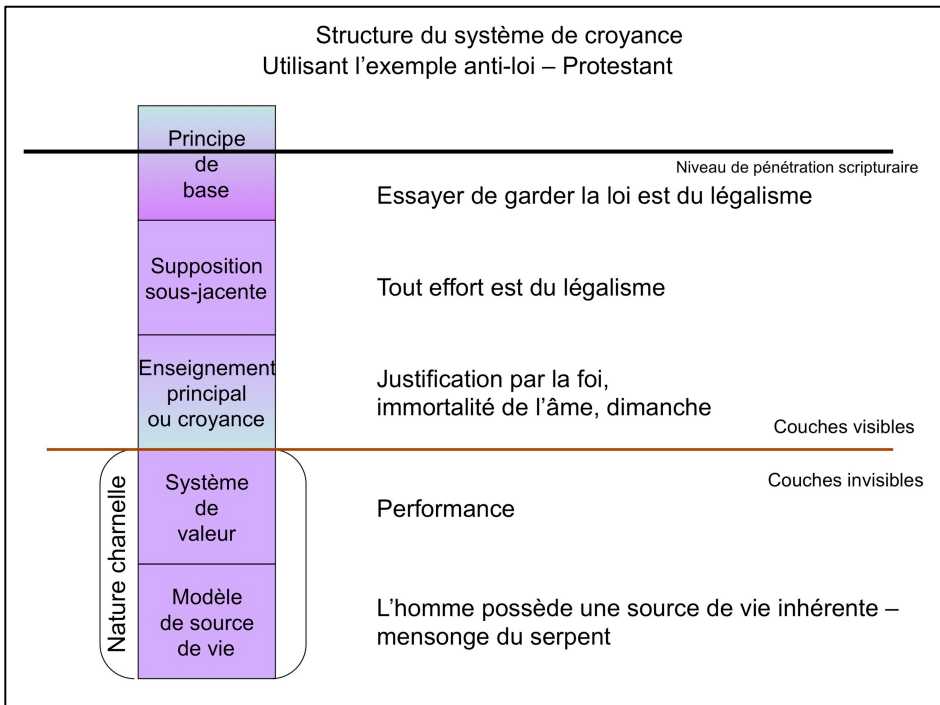 Structure du système de croyance
Utilisant l'exemple anti-loi – Protestant
Principe
de
base
Niveau de pénétration scripturaire
Essayer de garder la loi est du légalisme
Supposition
sous-jacente
Tout effort est du légalisme
Enseignement
principal
ou croyance
Justification par la foi,
immortalité de l'âme, dimanche
Couches visibles
Couches invisibles
Nature charnelle
Système
de
valeur
Performance
Modèle
de source
de vie
L'homme possède une source de vie inhérente –
mensonge du serpent